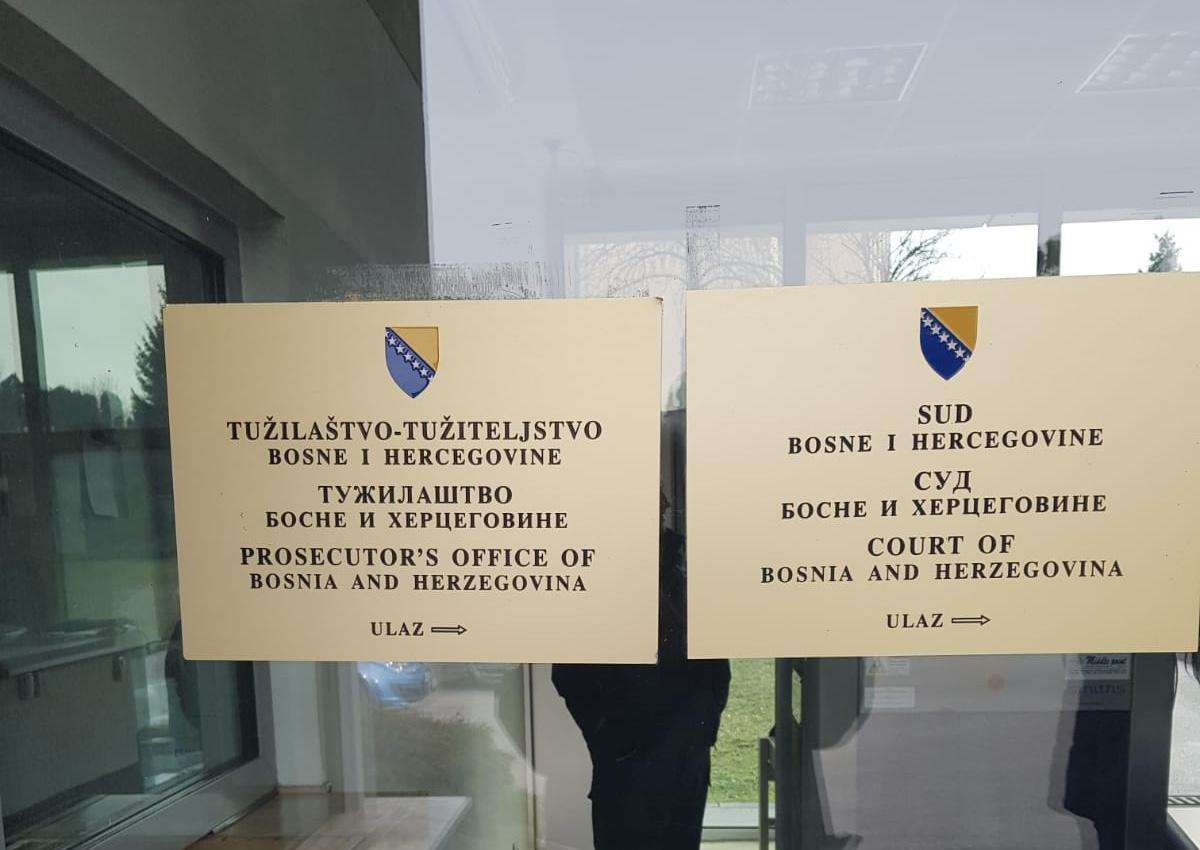 TUŽILAŠTVO-TUŽITELJSTVO
BOSNE I HERCEGOVINE
ТУЖИЛАШТВО
БОСНЕ И ХЕРЦЕГОВИНЕ
PROSECUTOR'S OFFICE OF
BOSNIA AND HERZEGOVINA
ULAZ ⇒
SUD
BOSNE I HERCEGOVINE
СУД
БОСНЕ И ХЕРЦЕГОВИНЕ
COURT OF
BOSNIA AND HERZEGOVINA
ULAZ ⇒